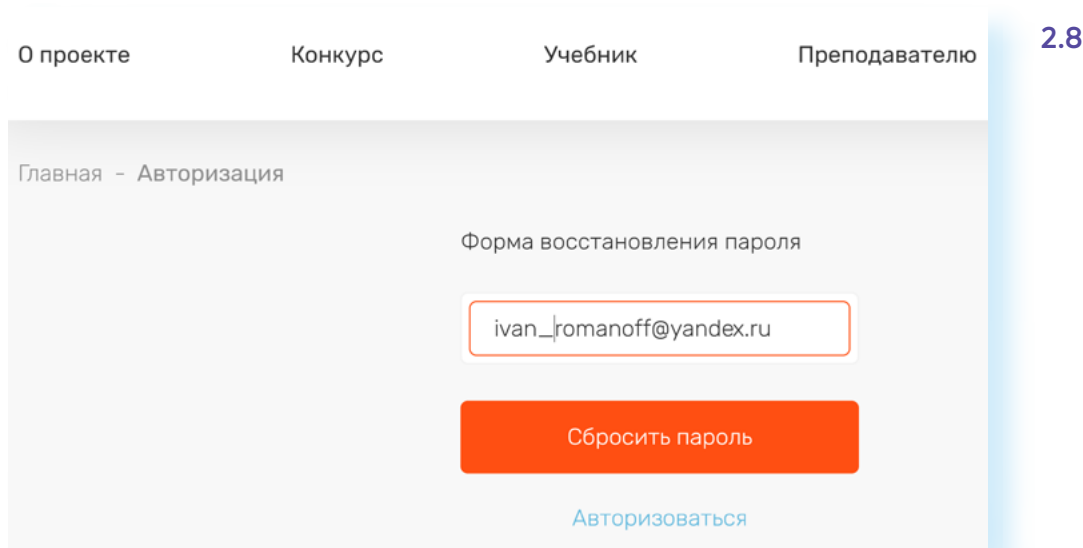 О проекте Конкурс Учебник Преподавателю
2.8
Главная - Авторизация
Форма восстановления пароля
ivan_romanoff@yandex.ru
Сбросить пароль
Авторизоваться